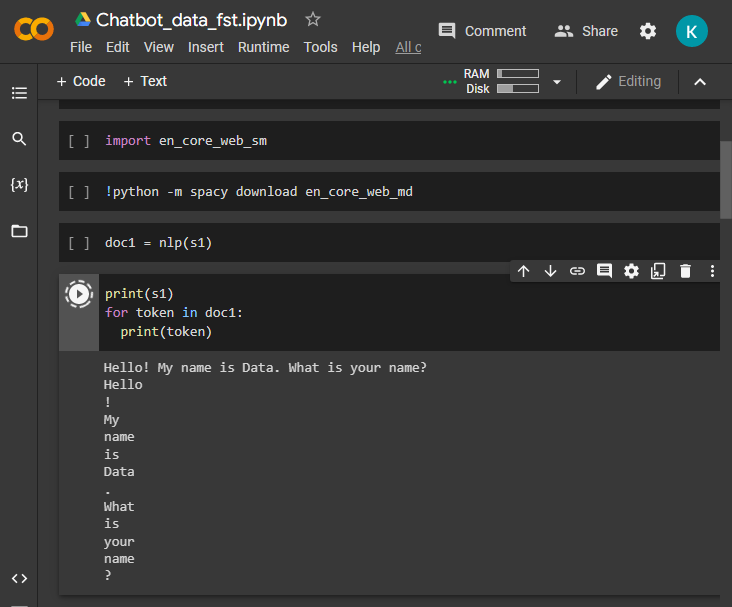 Chatbot_data_fst.ipynb
Comment
Share
K
File Edit View Insert Runtime Tools Help All c
+ Code + Text
RAM
Disk
Editing
{x}
[ ] import en_core_web_sm
[ ] !python -m spacy download en_core_web_md
[ ] doc1 = nlp(s1)
print(s1)
for token in doc1:
  print(token)
Hello! My name is Data. What is your name?
Hello
!
My
name
is
Data
.
What
is
your
name
?
<>